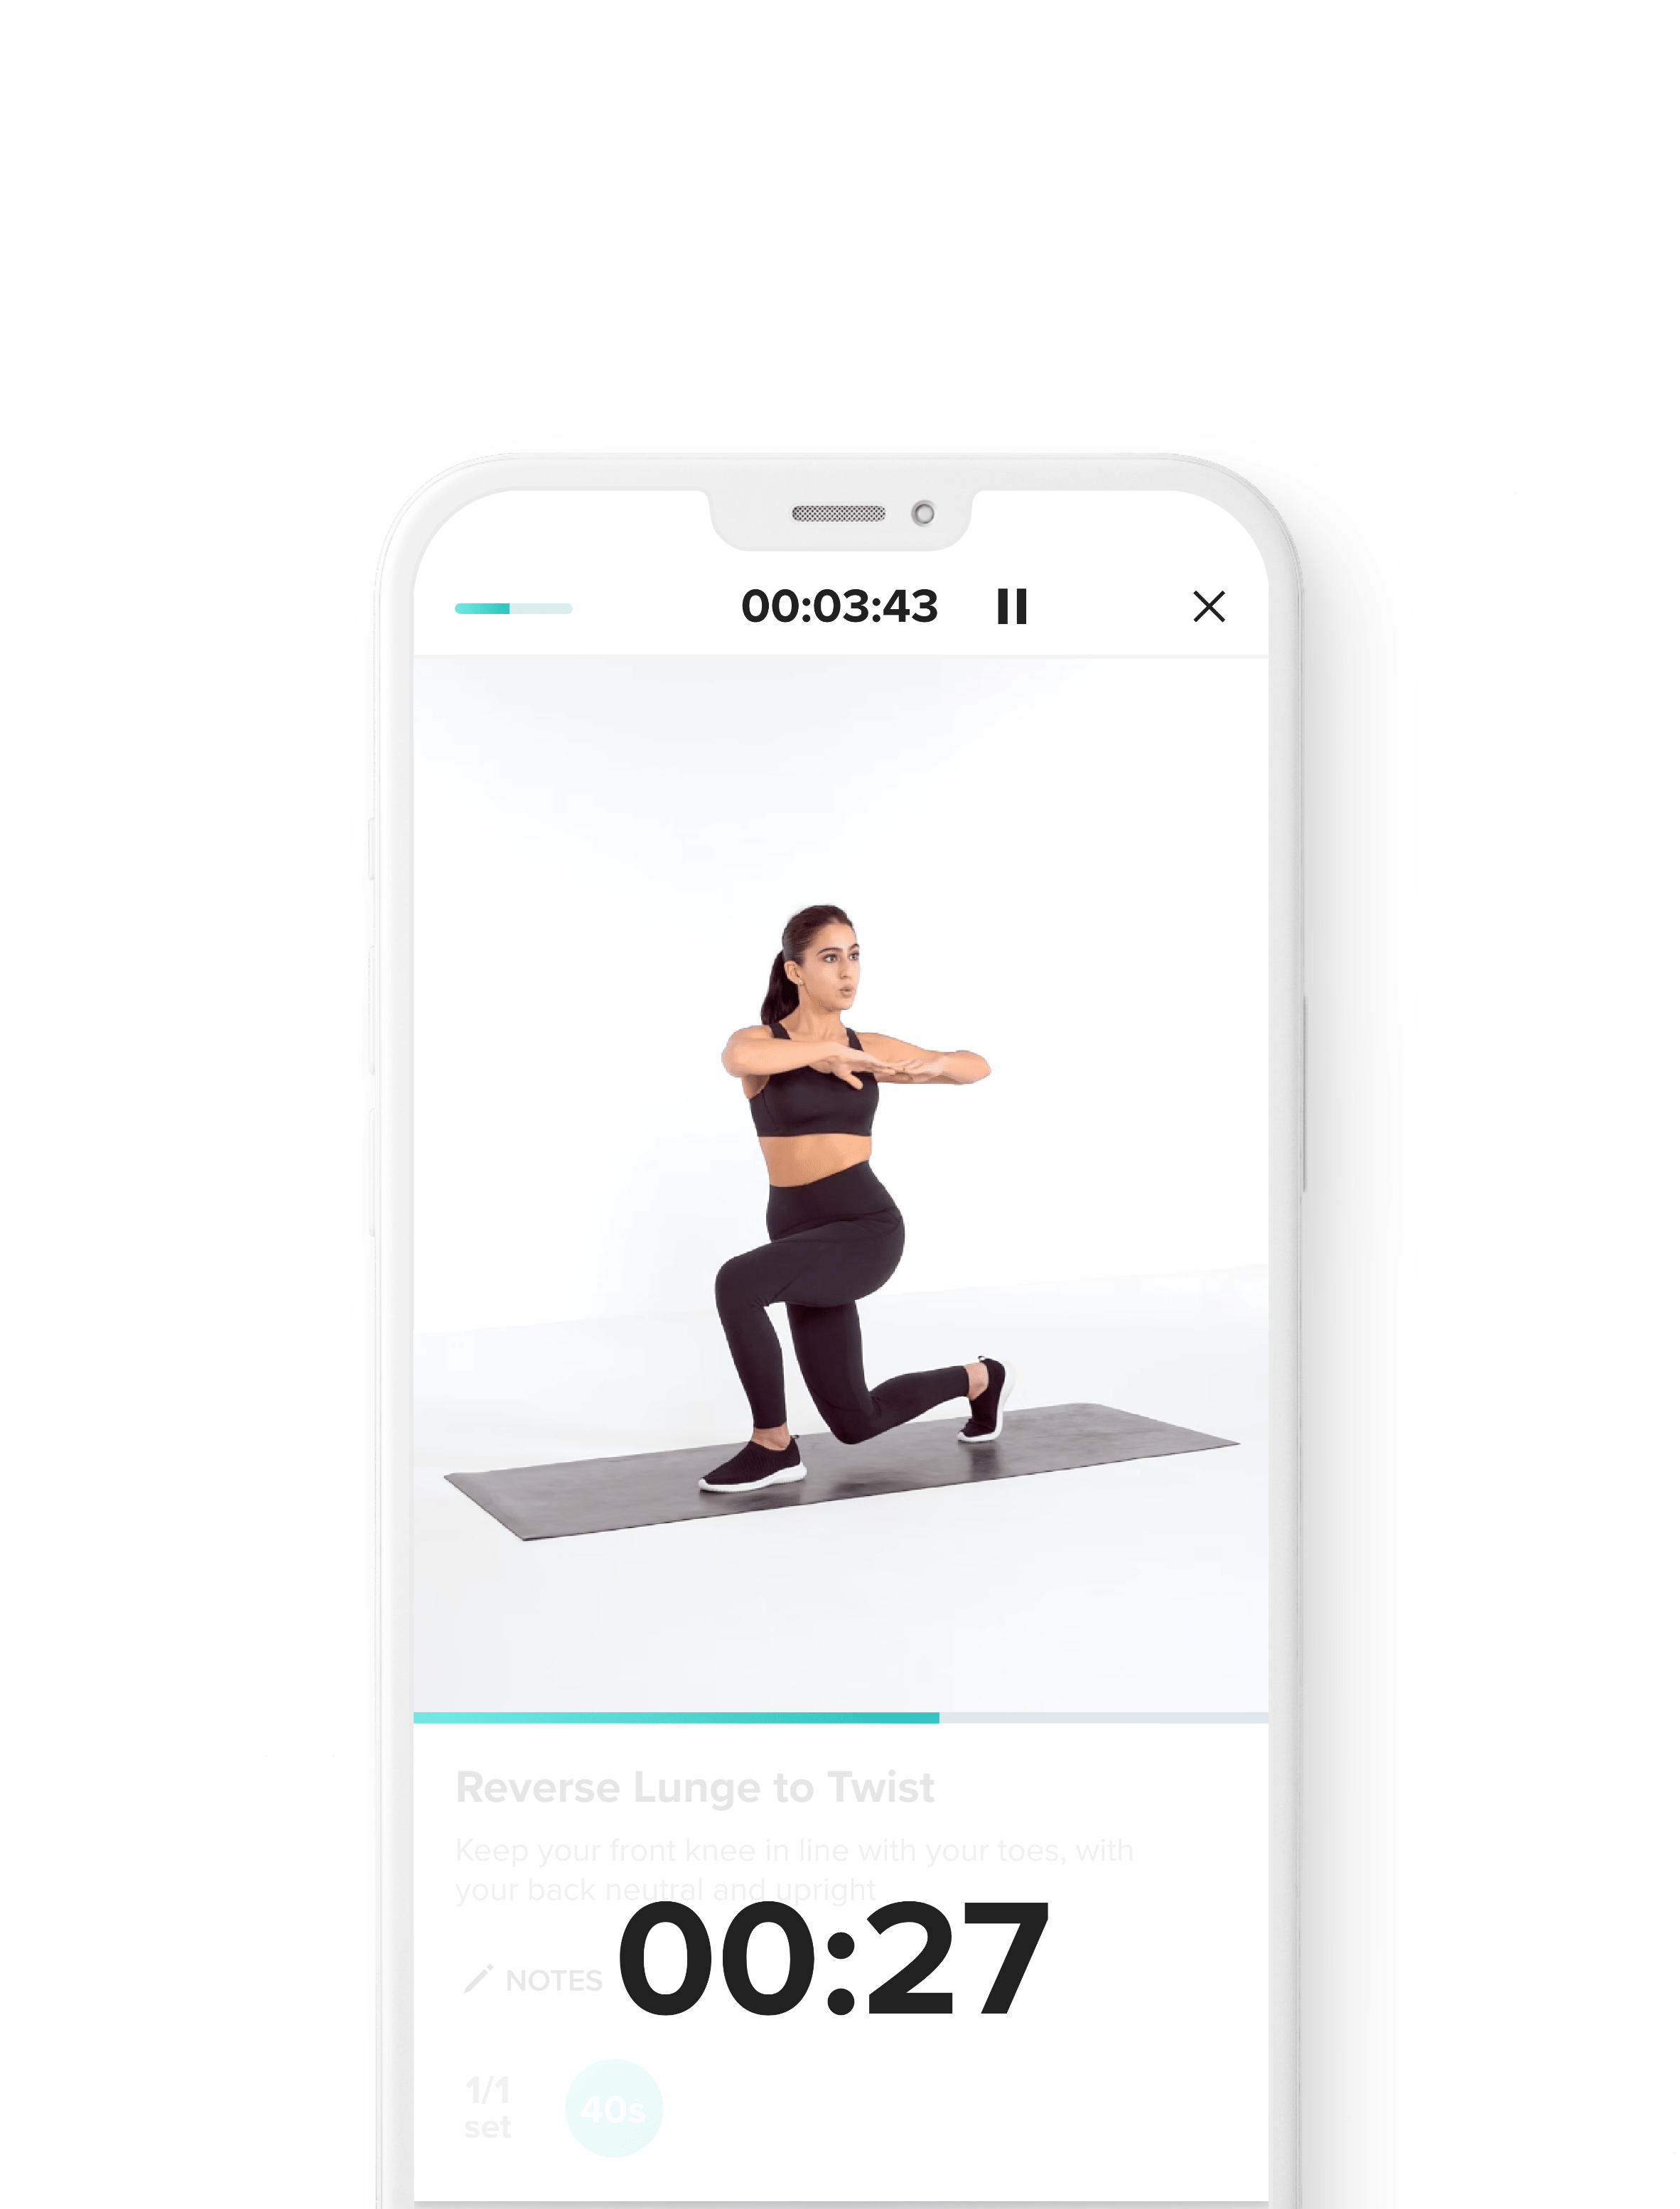 00:03:43
Reverse Lunge to Twist
Keep your front knee in line with your toes, with
your back neutral and upright
00:27
NOTES
1/1
set
40s